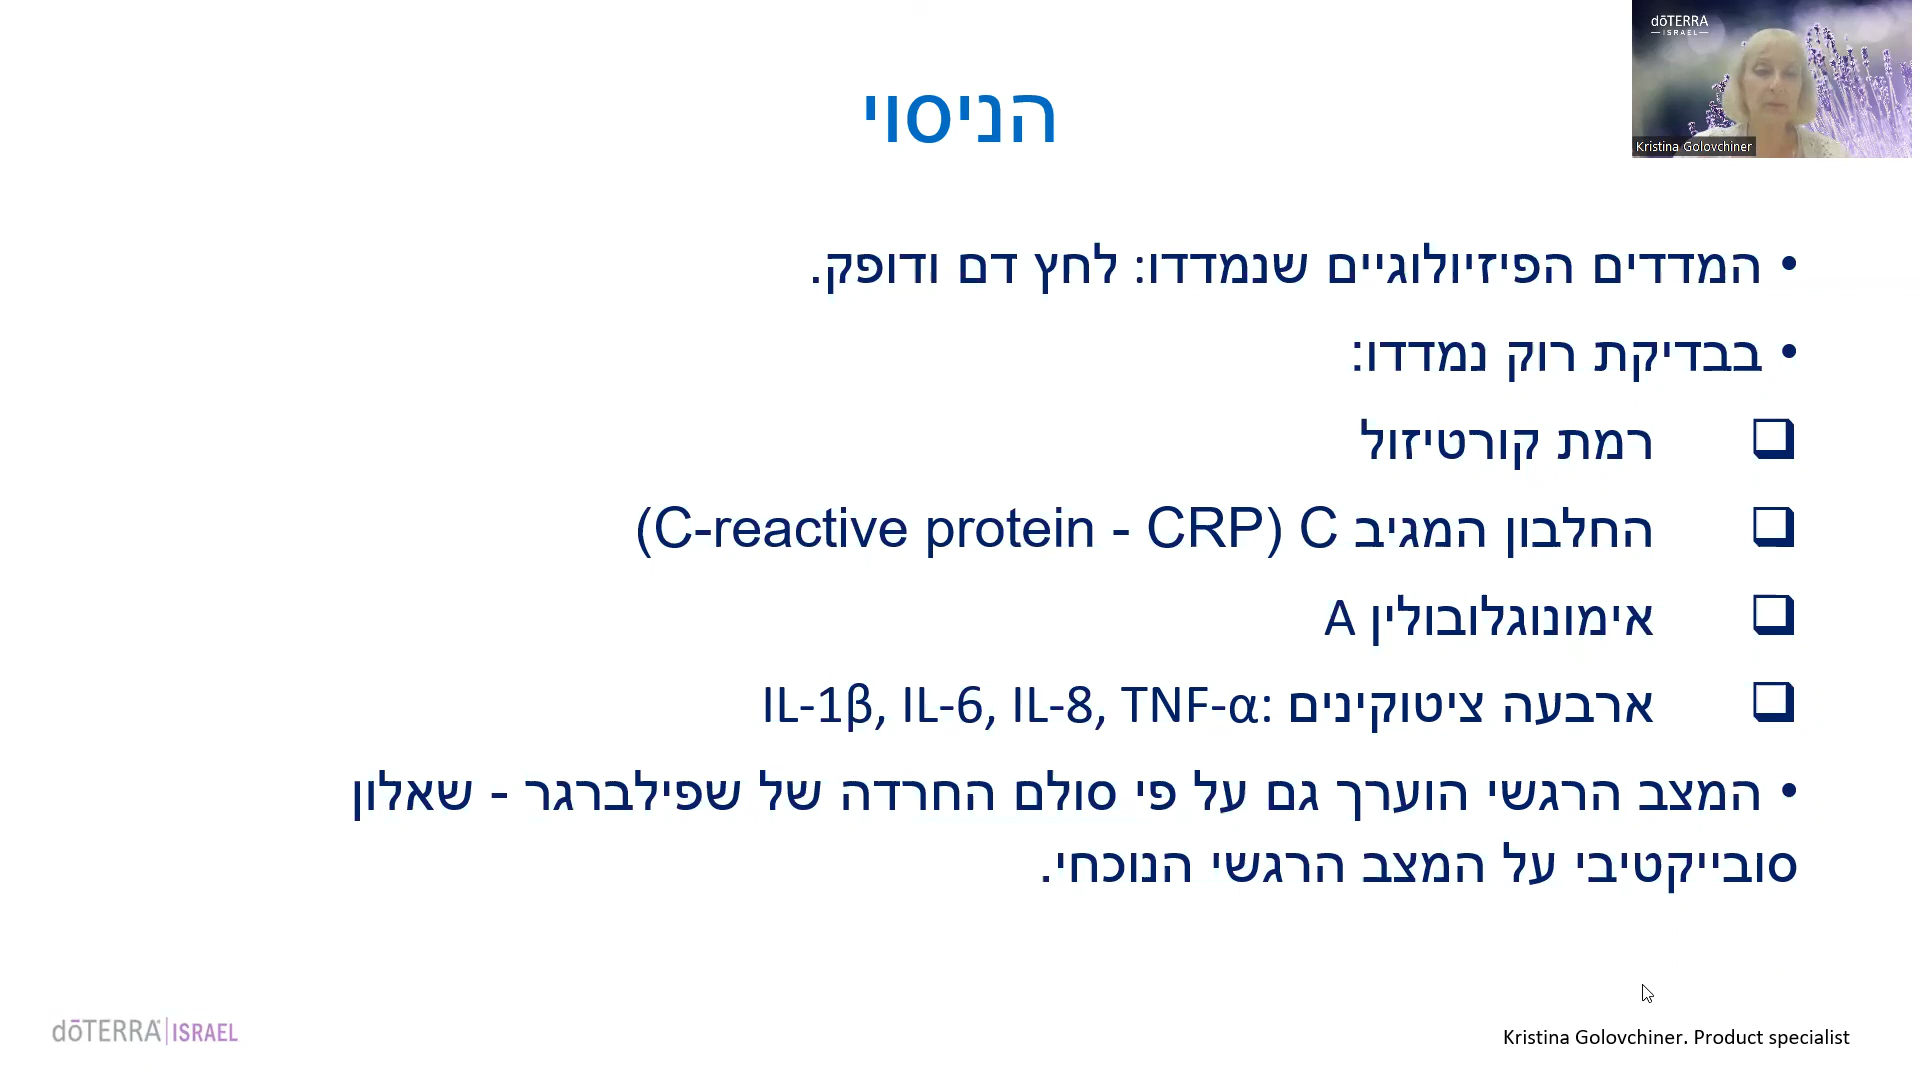 dōTERRA
ISRAEL
Kristina Golovchiner
הניסוי
• המדדים הפיזיולוגיים שנמדדו: לחץ דם ודופק.
• בבדיקת רוק נמדדו:
❑ רמת קורטיזול
❑ החלבון המגיב C (C-reactive protein - CRP)
❑ אימונוגלובולין A
❑ ארבעה ציטוקינים: IL-1β, IL-6, IL-8, TNF-α
• המצב הרגשי הוערך גם על פי סולם החרדה של שפילברגר - שאלון
סובייקטיבי על המצב הרגשי הנוכחי.
dōTERRA | ISRAEL
Kristina Golovchiner. Product specialist